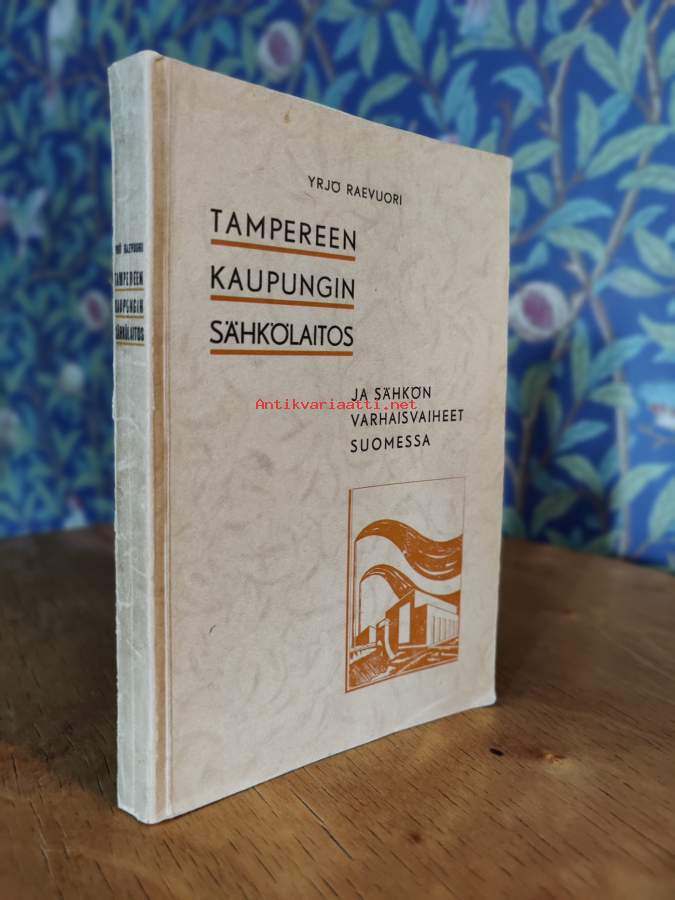 YRJÖ RAEVUORI
TAMPEREEN
KAUPUNGIN
SÄHKÖLAITOS
JA SÄHKÖN
VARHAISVAIHEET
SUOMESSA
Antikvariaatti.net
YRJÖ RAEVUORI
TAMPEREEN
KAUPUNGIN
SÄHKÖLAITOS